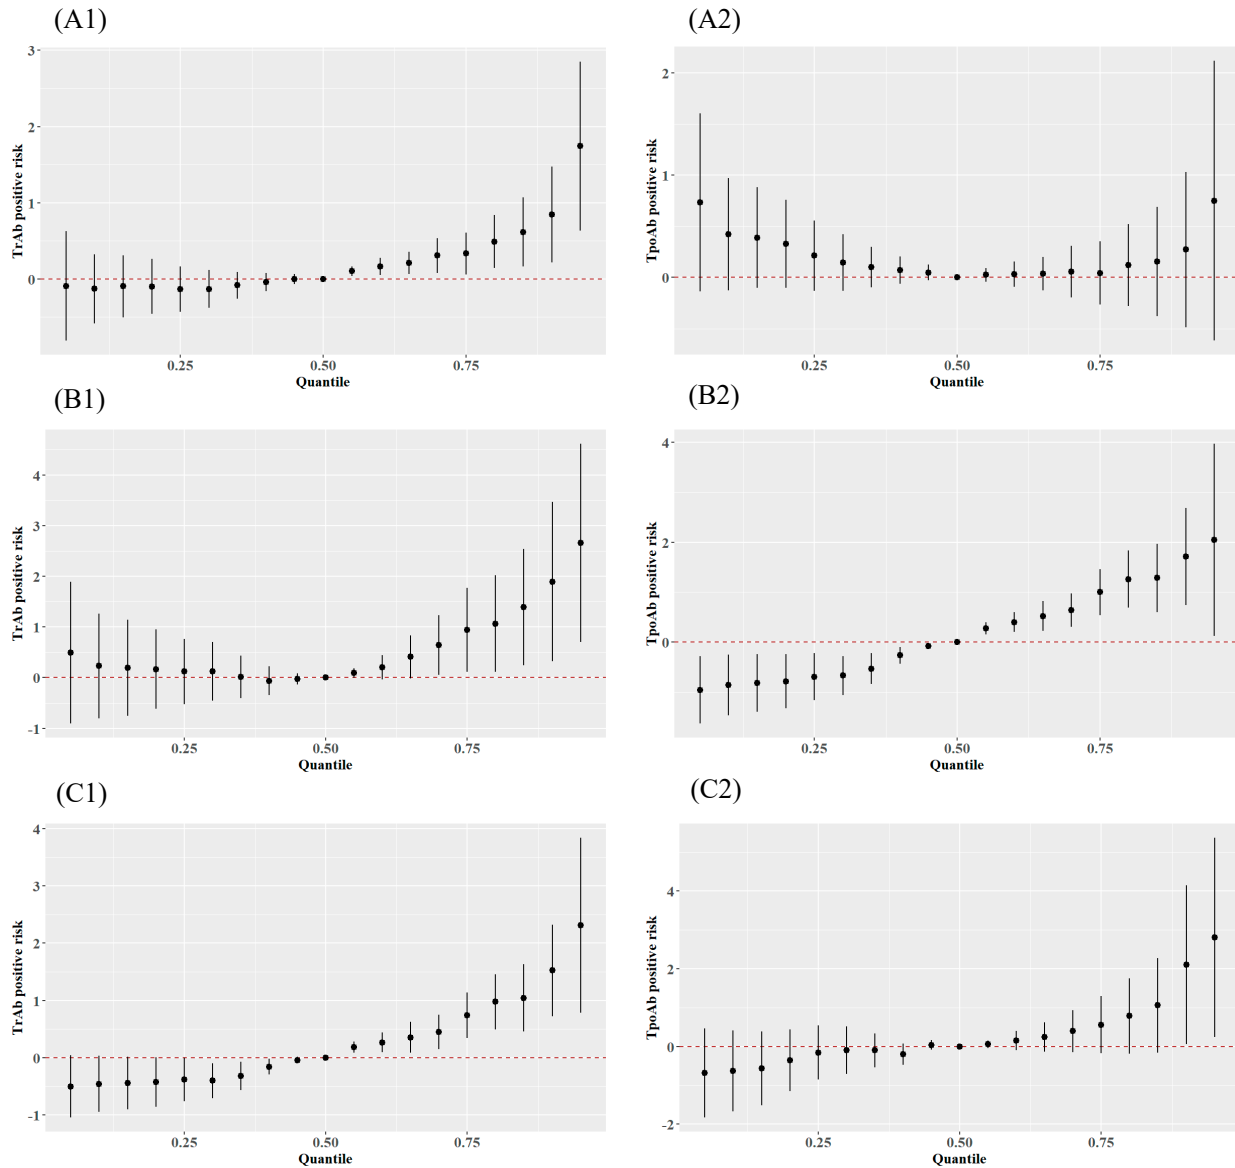 (A1)
TrAb positive risk
3
2
1
0
0.25 0.50 0.75
Quantile
(A2)
TpoAb positive risk
2
1
0
0.25 0.50 0.75
Quantile
(B1)
TrAb positive risk
4
3
2
1
0
-1
0.25 0.50 0.75
Quantile
(B2)
TpoAb positive risk
4
2
0
0.25 0.50 0.75
Quantile
(C1)
TrAb positive risk
4
3
2
1
0
-1
0.25 0.50 0.75
Quantile
(C2)
TpoAb positive risk
4
2
0
-2
0.25 0.50 0.75
Quantile